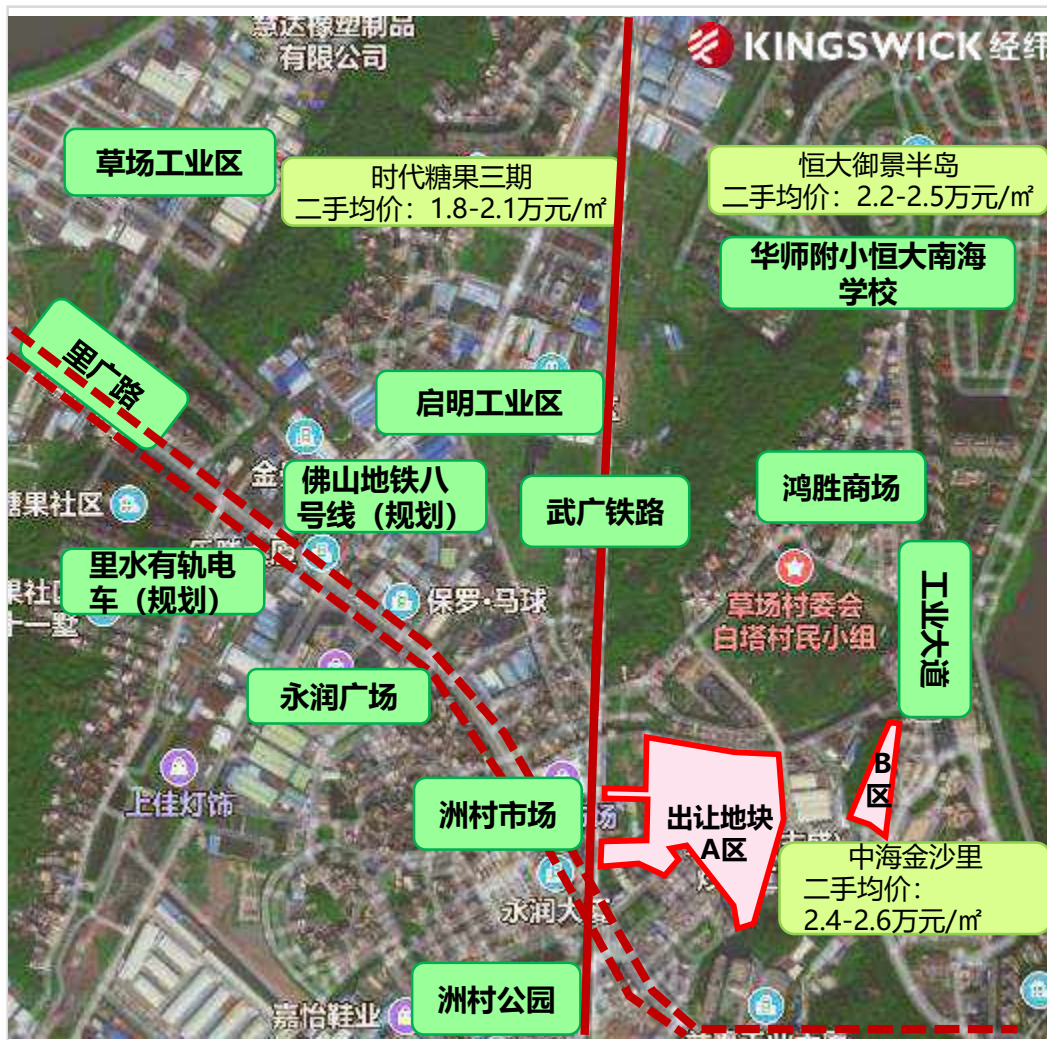 慧达橡塑制品
有限公司
KINGSWICK 经纬
草场工业区
时代糖果三期
二手均价：1.8-2.1万元/㎡
恒大御景半岛
二手均价：2.2-2.5万元/㎡
华师附小恒大南海
学校
里广路
启明工业区
佛山地铁八
号线（规划）
糖果社区
武广铁路
鸿胜商场
里水有轨电
车（规划）
保罗·马球
草场村委会
白塔村民小组
工业大道
永润广场
上佳灯饰
洲村市场
出让地块
A区
B
区
中海金沙里
二手均价：
2.4-2.6万元/㎡
永润大厦
洲村公园
嘉怡鞋业